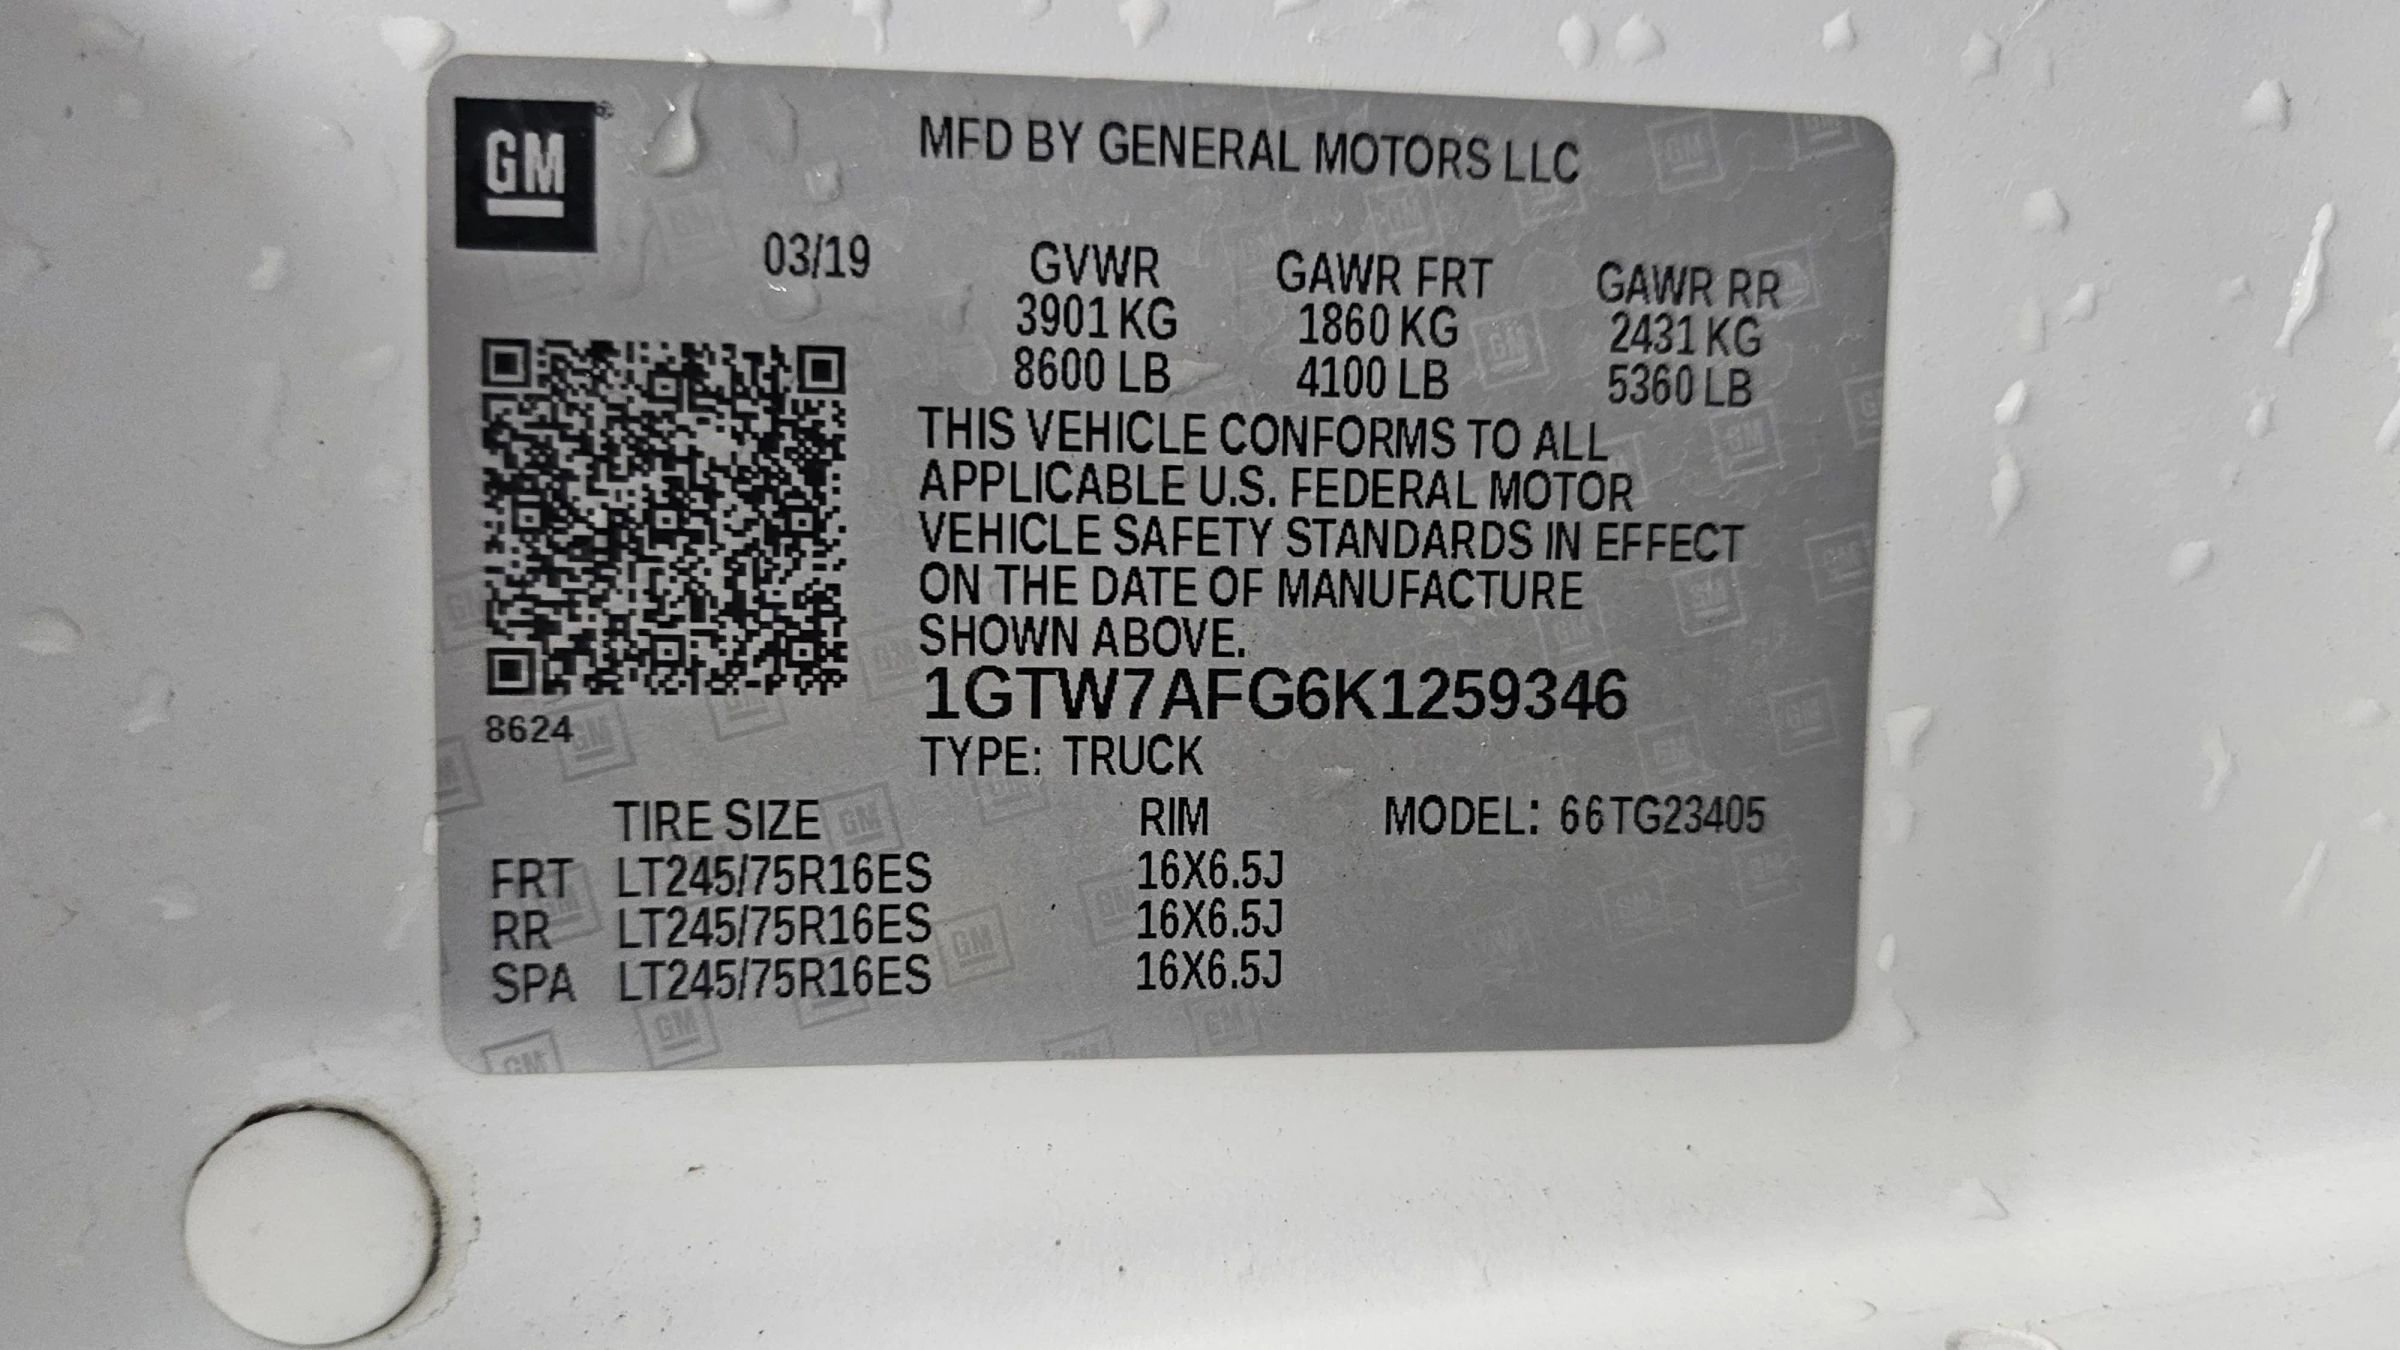 GM
MFD BY GENERAL MOTORS LLC
03/19 GVWR GAWR FRT GAWR RR
3901 KG 1860 KG 2431 KG
8600 LB 4100 LB 5360 LB
THIS VEHICLE CONFORMS TO ALL
APPLICABLE U.S. FEDERAL MOTOR
VEHICLE SAFETY STANDARDS IN EFFECT
ON THE DATE OF MANUFACTURE
SHOWN ABOVE.
1GTW7AFG6K1259346
8624
TYPE: TRUCK
TIRE SIZE RIM MODEL: 66TG23405
FRT LT245/75R16ES 16X6.5J
RR LT245/75R16ES 16X6.5J
SPA LT245/75R16ES 16X6.5J